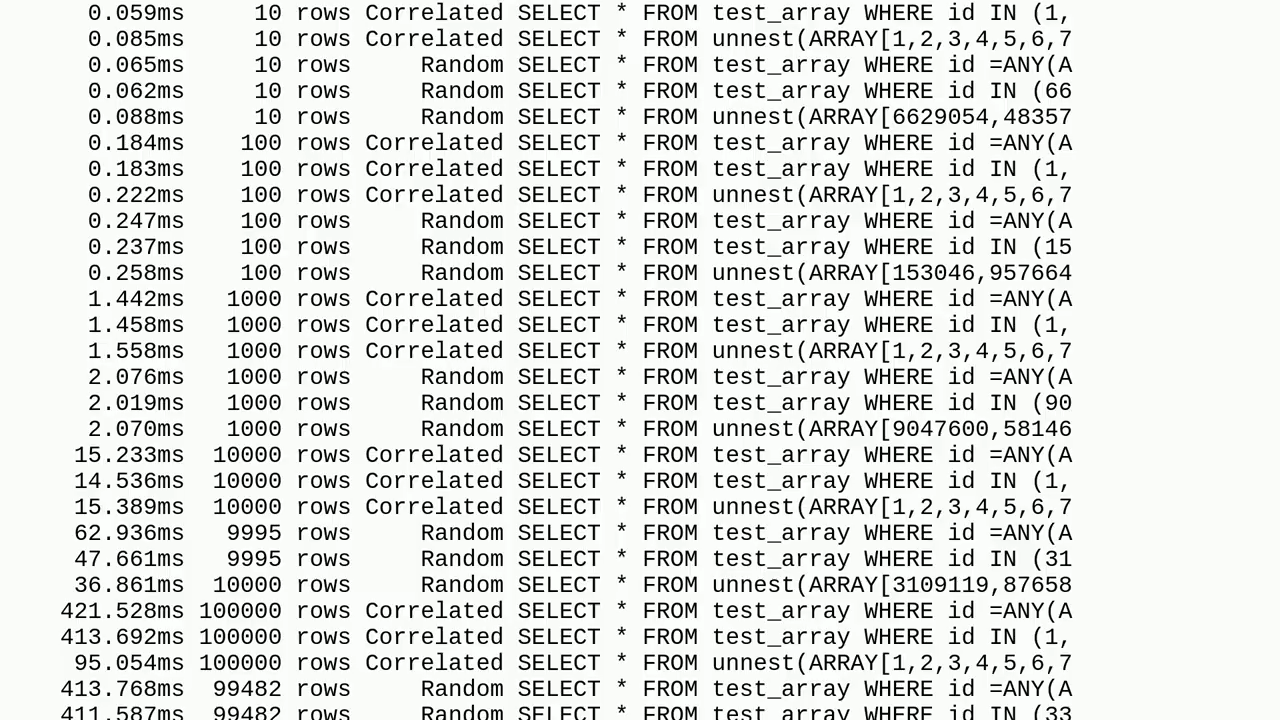 0.059ms 10 rows Correlated SELECT * FROM test_array WHERE id IN (1,
0.085ms 10 rows Correlated SELECT * FROM unnest(ARRAY[1,2,3,4,5,6,7
0.065ms 10 rows Random SELECT * FROM test_array WHERE id =ANY(A
0.062ms 10 rows Random SELECT * FROM test_array WHERE id IN (66
0.088ms 10 rows Random SELECT * FROM unnest(ARRAY[6629054,48357
0.184ms 100 rows Correlated SELECT * FROM test_array WHERE id =ANY(A
0.183ms 100 rows Correlated SELECT * FROM test_array WHERE id IN (1,
0.222ms 100 rows Correlated SELECT * FROM unnest(ARRAY[1,2,3,4,5,6,7
0.247ms 100 rows Random SELECT * FROM test_array WHERE id =ANY(A
0.237ms 100 rows Random SELECT * FROM test_array WHERE id IN (15
0.258ms 100 rows Random SELECT * FROM unnest(ARRAY[153046,957664
1.442ms 1000 rows Correlated SELECT * FROM test_array WHERE id =ANY(A
1.458ms 1000 rows Correlated SELECT * FROM test_array WHERE id IN (1,
1.558ms 1000 rows Correlated SELECT * FROM unnest(ARRAY[1,2,3,4,5,6,7
2.076ms 1000 rows Random SELECT * FROM test_array WHERE id =ANY(A
2.019ms 1000 rows Random SELECT * FROM test_array WHERE id IN (90
2.070ms 1000 rows Random SELECT * FROM unnest(ARRAY[9047600,58146
15.233ms 10000 rows Correlated SELECT * FROM test_array WHERE id =ANY(A
14.536ms 10000 rows Correlated SELECT * FROM test_array WHERE id IN (1,
15.389ms 10000 rows Correlated SELECT * FROM unnest(ARRAY[1,2,3,4,5,6,7
62.936ms 9995 rows Random SELECT * FROM test_array WHERE id =ANY(A
47.661ms 9995 rows Random SELECT * FROM test_array WHERE id IN (31
36.861ms 10000 rows Random SELECT * FROM unnest(ARRAY[3109119,87658
421.528ms 100000 rows Correlated SELECT * FROM test_array WHERE id =ANY(A
413.692ms 100000 rows Correlated SELECT * FROM test_array WHERE id IN (1,
95.054ms 100000 rows Correlated SELECT * FROM unnest(ARRAY[1,2,3,4,5,6,7
413.768ms 99482 rows Random SELECT * FROM test_array WHERE id =ANY(A
411.587ms 99482 rows Random SELECT * FROM test_array WHERE id IN (33